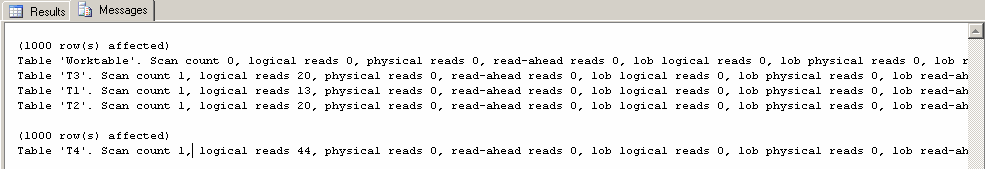 Results Messages
(1000 row(s) affected)
Table 'Worktable'. Scan count 0, logical reads 0, physical reads 0, read-ahead reads 0, lob logical reads 0, lob physical reads 0, lob r
Table 'T3'. Scan count 1, logical reads 20, physical reads 0, read-ahead reads 0, lob logical reads 0, lob physical reads 0, lob read-ah
Table 'T1'. Scan count 1, logical reads 13, physical reads 0, read-ahead reads 0, lob logical reads 0, lob physical reads 0, lob read-ah
Table 'T2'. Scan count 1, logical reads 20, physical reads 0, read-ahead reads 0, lob logical reads 0, lob physical reads 0, lob read-ah
(1000 row(s) affected)
Table 'T4'. Scan count 1, logical reads 44, physical reads 0, read-ahead reads 0, lob logical reads 0, lob physical reads 0, lob read-ah